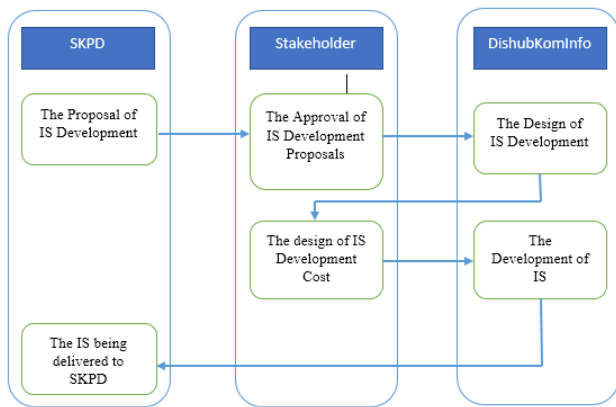 SKPD
Stakeholder
DishubKomInfo
The Proposal of
IS Development
The Approval of
IS Development
Proposals
The Design of
IS Development
The design of IS
Development
Cost
The
Development of
IS
The IS being
delivered to
SKPD